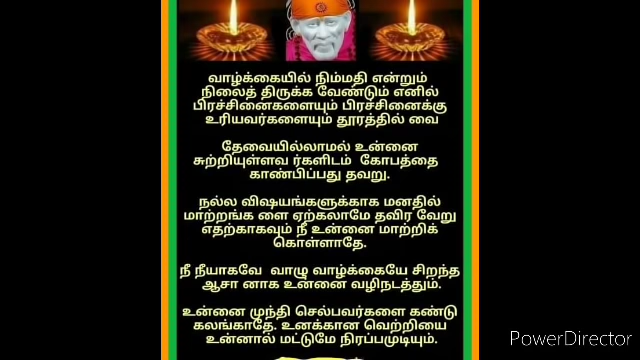 வாழ்க்கையில் நிம்மதி என்றும்
நிலைத் திருக்க வேண்டும் எனில்
பிரச்சினைகளையும் பிரச்சினைக்கு
உரியவர்களையும் தூரத்தில் வை
தேவையில்லாமல் உன்னை
சுற்றியுள்ளவ ர்களிடம் கோபத்தை
காண்பிப்பது தவறு.
நல்ல விஷயங்களுக்காக மனதில்
மாற்றங்க ளை ஏற்கலாமே தவிர வேறு
எதற்காகவும் நீ உன்னை மாற்றிக்
கொள்ளாதே.
நீ நீயாகவே வாழு வாழ்க்கையே சிறந்த
ஆசா னாக உன்னை வழிநடத்தும்.
உன்னை முந்தி செல்பவர்களை கண்டு
கலங்காதே. உனக்கான வெற்றியை
உன்னால் மட்டுமே நிரப்பமுடியும்.
PowerDirector